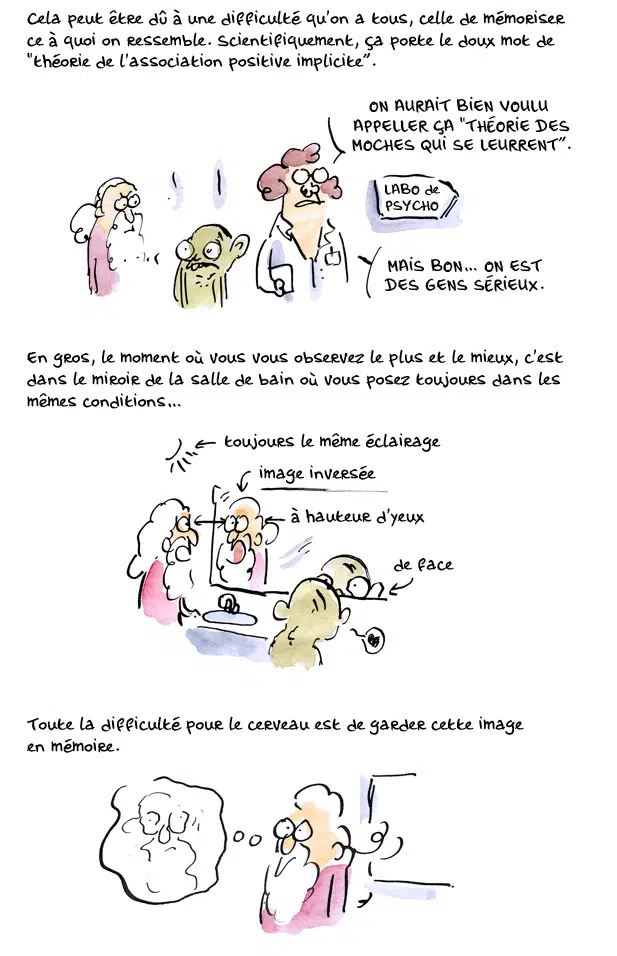 Cela peut être dû à une difficulté qu'on a tous, celle de mémoriser
ce à quoi on ressemble. Scientifiquement, ça porte le doux mot de
"théorie de l'association positive implicite".
ON AURAIT BIEN VOULU
APPELLER ÇA "THÉORIE DES
MOCHES QUI SE LEURRENT".
LABO de
PSYCHO
MAIS BON... ON EST
DES GENS SÉRIEUX.
En gros, le moment où vous vous observez le plus et le mieux, c'est
dans le miroir de la salle de bain où vous posez toujours dans les
mêmes conditions...
toujours le même éclairage
image inversée
à hauteur d'yeux
de face
Toute la difficulté pour le cerveau est de garder cette image
en mémoire.